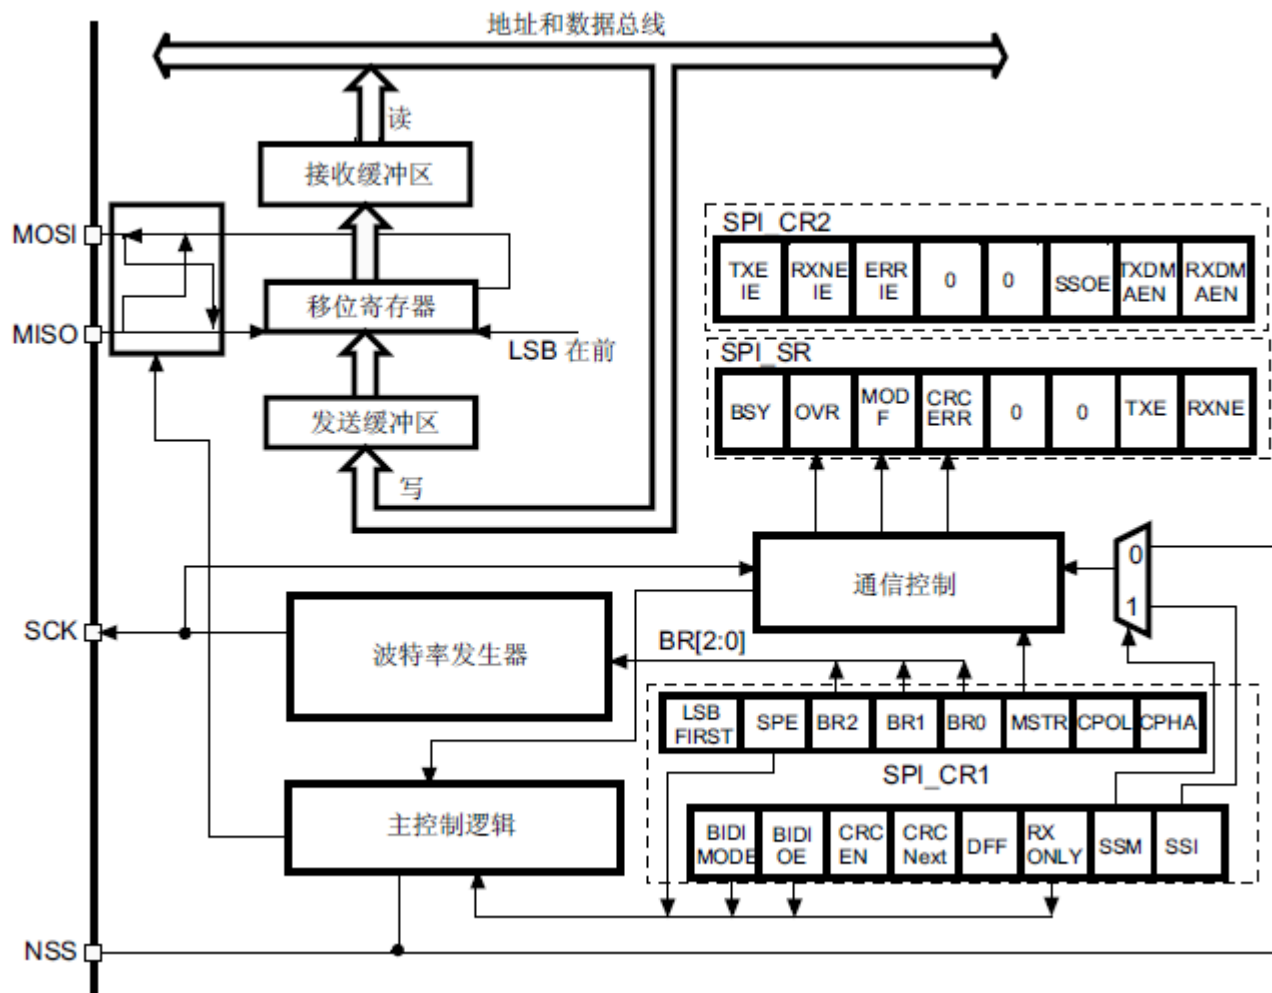 地址和数据总线
读
接收缓冲区
MOSI
移位寄存器
MISO
LSB 在前
发送缓冲区
写
SPI_CR2
TXE
IE
RXNE
IE
ERR
IE
0
0
SSOE
TXDM
AEN
RXDM
AEN
SPI_SR
BSY
OVR
MOD
F
CRC
ERR
0
0
TXE
RXNE
通信控制
0
1
SCK
波特率发生器
BR[2:0]
LSB
FIRST
SPE
BR2
BR1
BR0
MSTR
CPOL
CPHA
SPI_CR1
主控制逻辑
BIDI
MODE
BIDI
OE
CRC
EN
CRC
Next
DFF
RX
ONLY
SSM
SSI
NSS